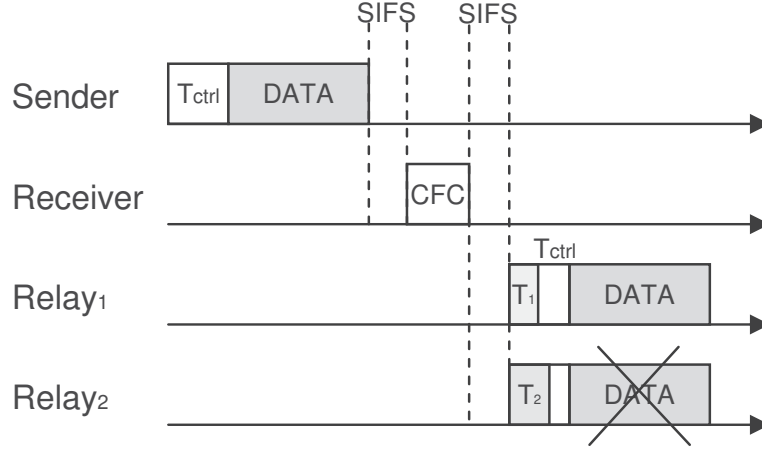 SIFS SIFS
Sender Tctrl DATA
Receiver CFC
Tctrl
Relay1 T1 DATA
Relay2 T2 DATA